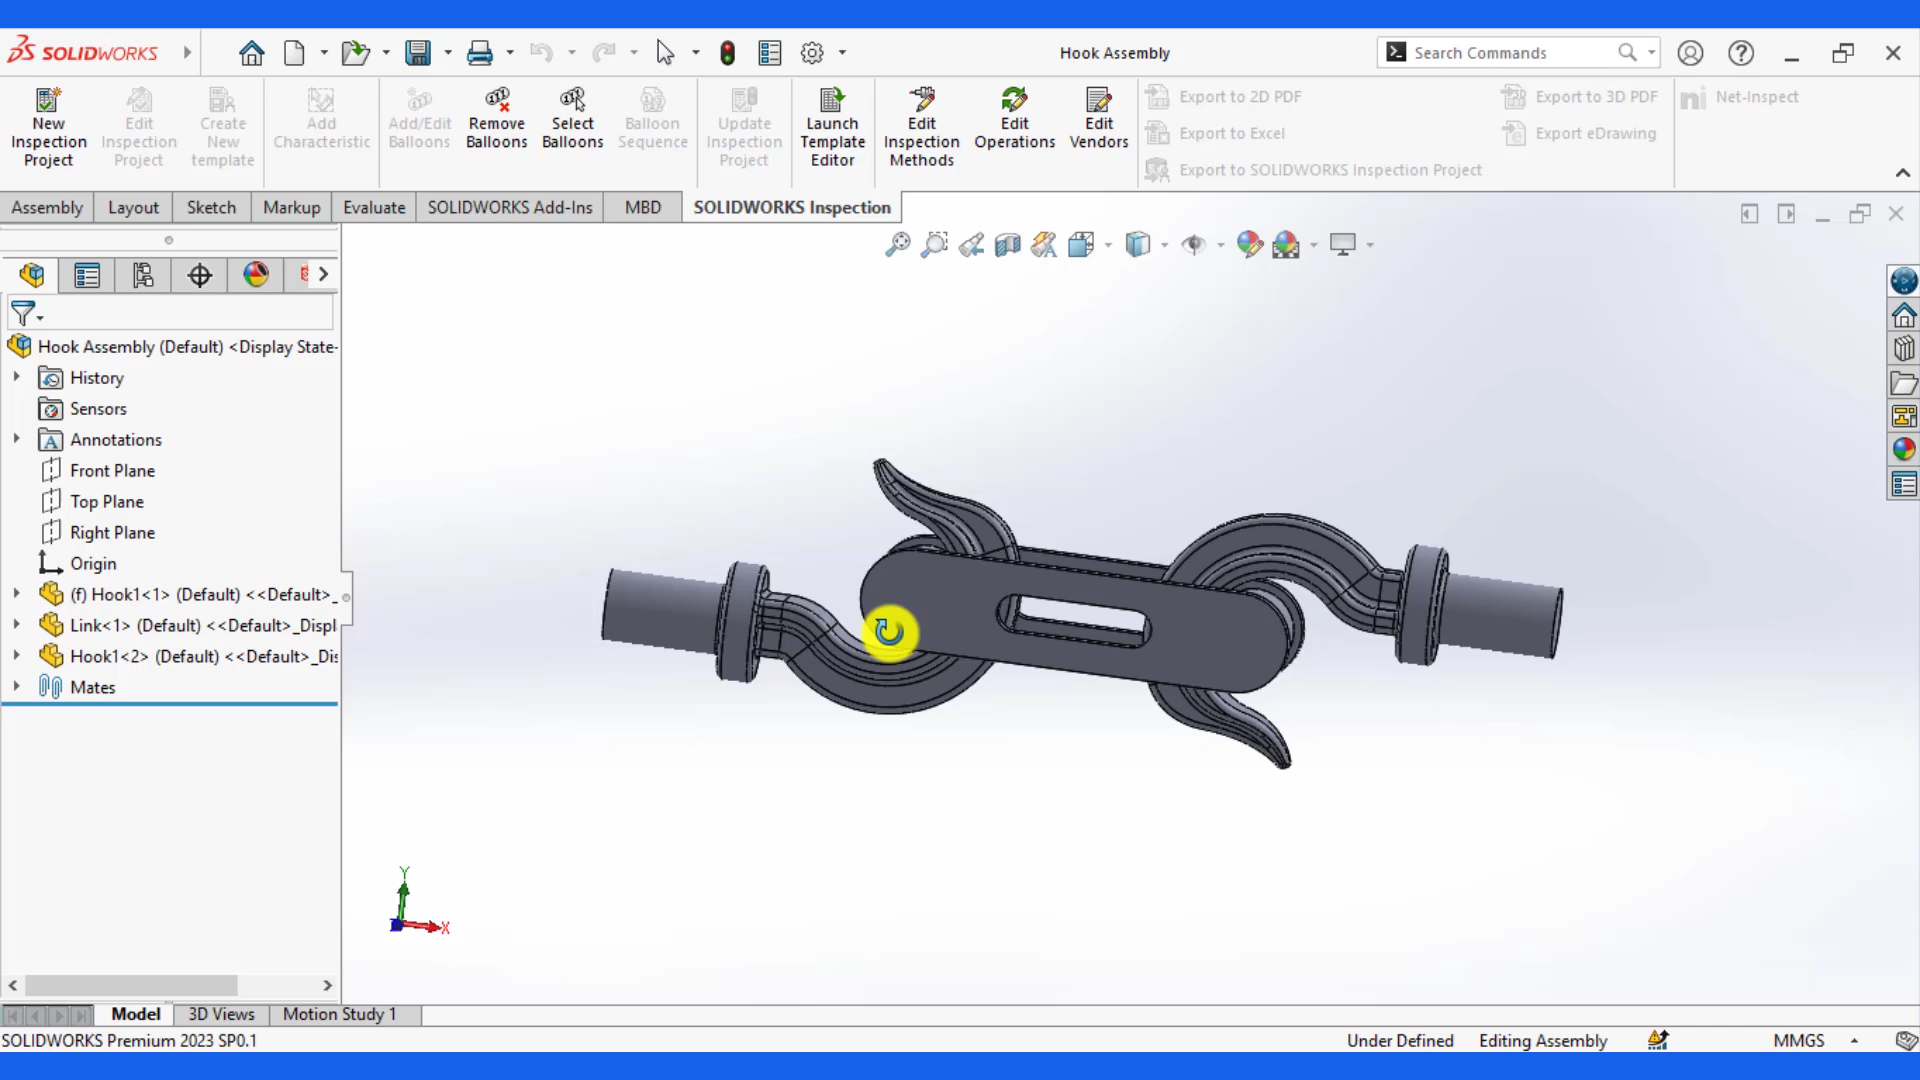 SOLIDWORKS
Hook Assembly
Search Commands
New Inspection Project
Edit Inspection Project
Create New template
Add Characteristic
Add/Edit Balloons
Remove Balloons
Select Balloons
Balloon Sequence
Update Inspection Project
Launch Template Editor
Edit Inspection Methods
Edit Operations
Edit Vendors
Export to 2D PDF
Export to Excel
Export to SOLIDWORKS Inspection Project
Export to 3D PDF
Export eDrawing
Net-Inspect
Assembly
Layout
Sketch
Markup
Evaluate
SOLIDWORKS Add-Ins
MBD
SOLIDWORKS Inspection
Hook Assembly (Default) <Display State-
History
Sensors
Annotations
Front Plane
Top Plane
Right Plane
Origin
(f) Hook1<1> (Default) <<Default>_
Link<1> (Default) <<Default>_Displ
Hook1<2> (Default) <<Default>_Dis
Mates
Y
X
Model
3D Views
Motion Study 1
SOLIDWORKS Premium 2023 SP0.1
Under Defined
Editing Assembly
MMGS